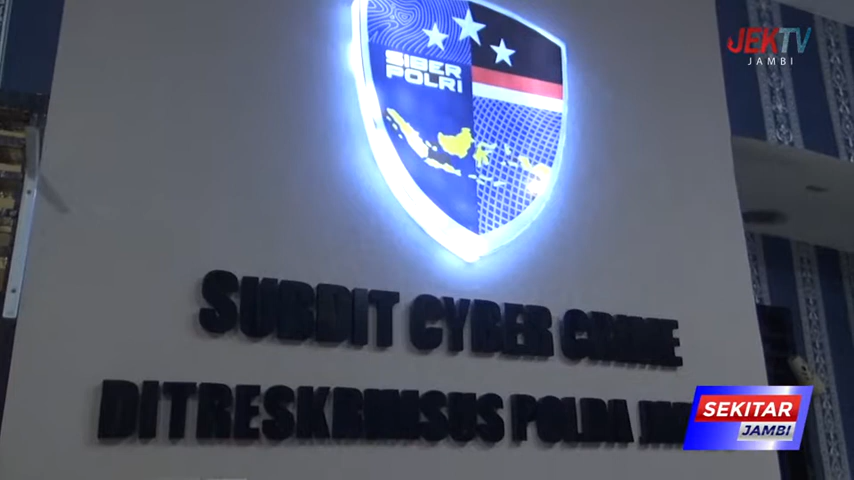 JEKTV
JAMBI
SIBER
POLRI
SUBDIT CYBER CRIME
DITRESKRIMSUS POLDA
SEKITAR
JAMBI